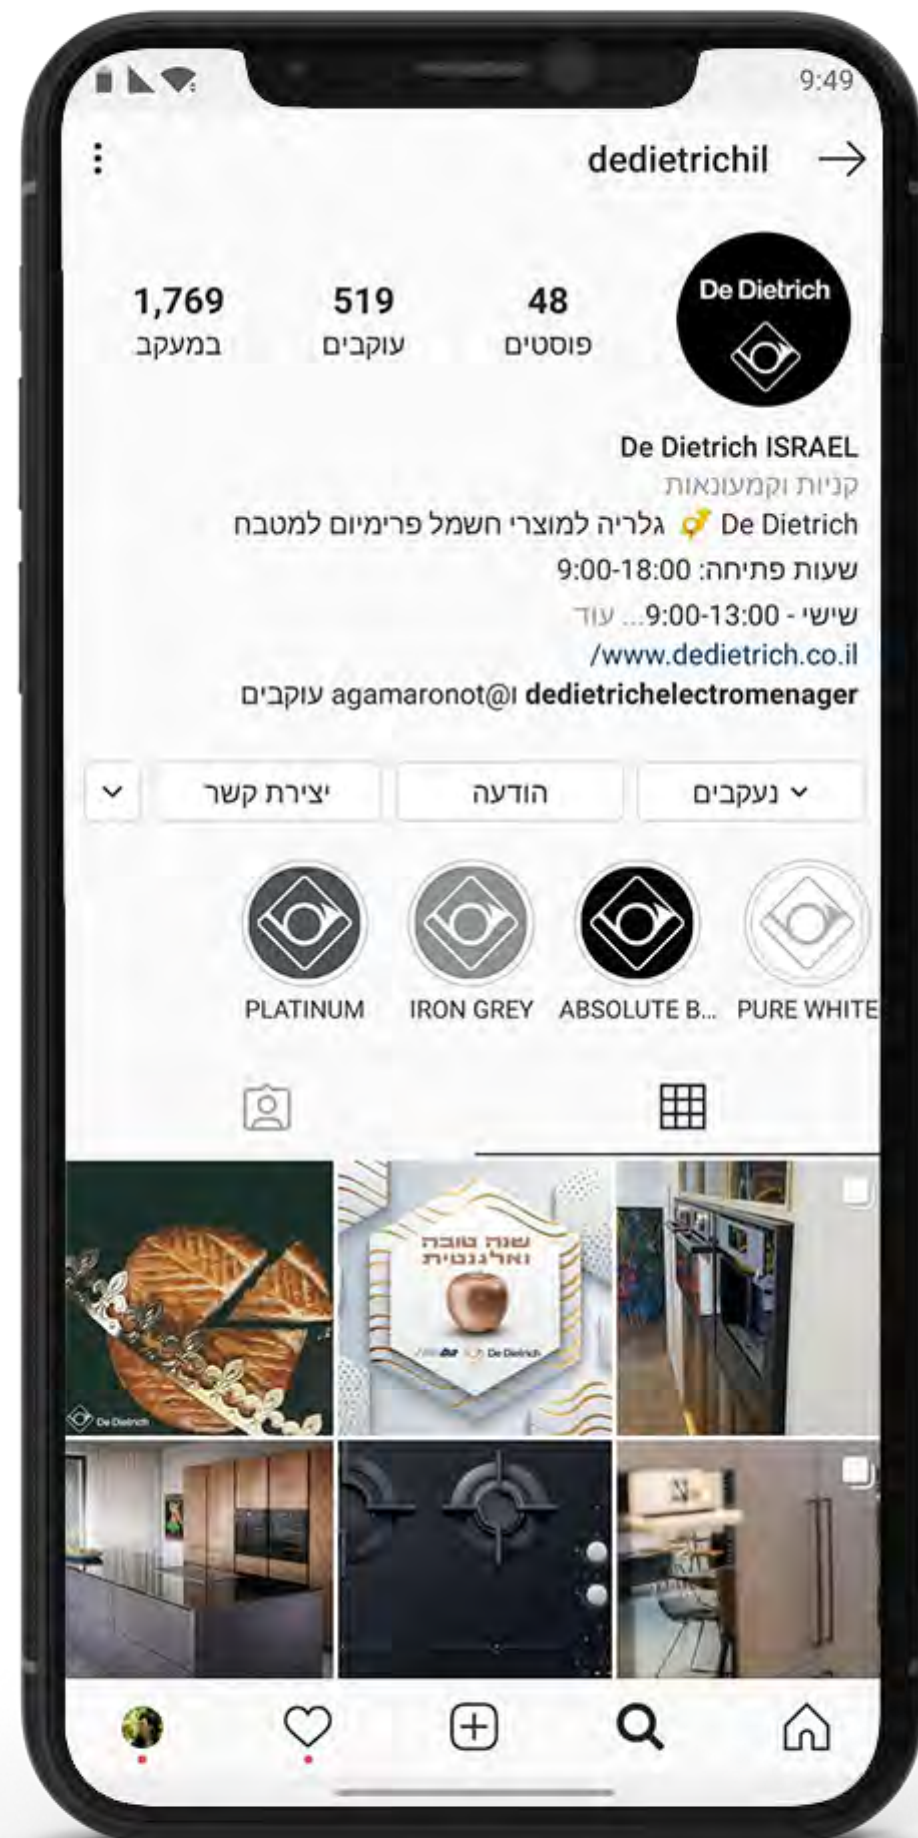 9:49
dedietrichil
De Dietrich
48 519 1,769
פוסטים עוקבים במעקב
De Dietrich ISRAEL
קניות וקמעונאות
De Dietrich גלריה למוצרי חשמל פרימיום למטבח
שעות פתיחה: 9:00-18:00
שישי - 9:00-13:00... עוד
www.dedietrich.co.il/
dedietrichelectromenager ו@agamaronot עוקבים
נעקבים הודעה יצירת קשר
PURE WHITE ABSOLUTE B... IRON GREY PLATINUM
שנה טובה
ואלגנטית
De Dietrich
De Dietrich
N